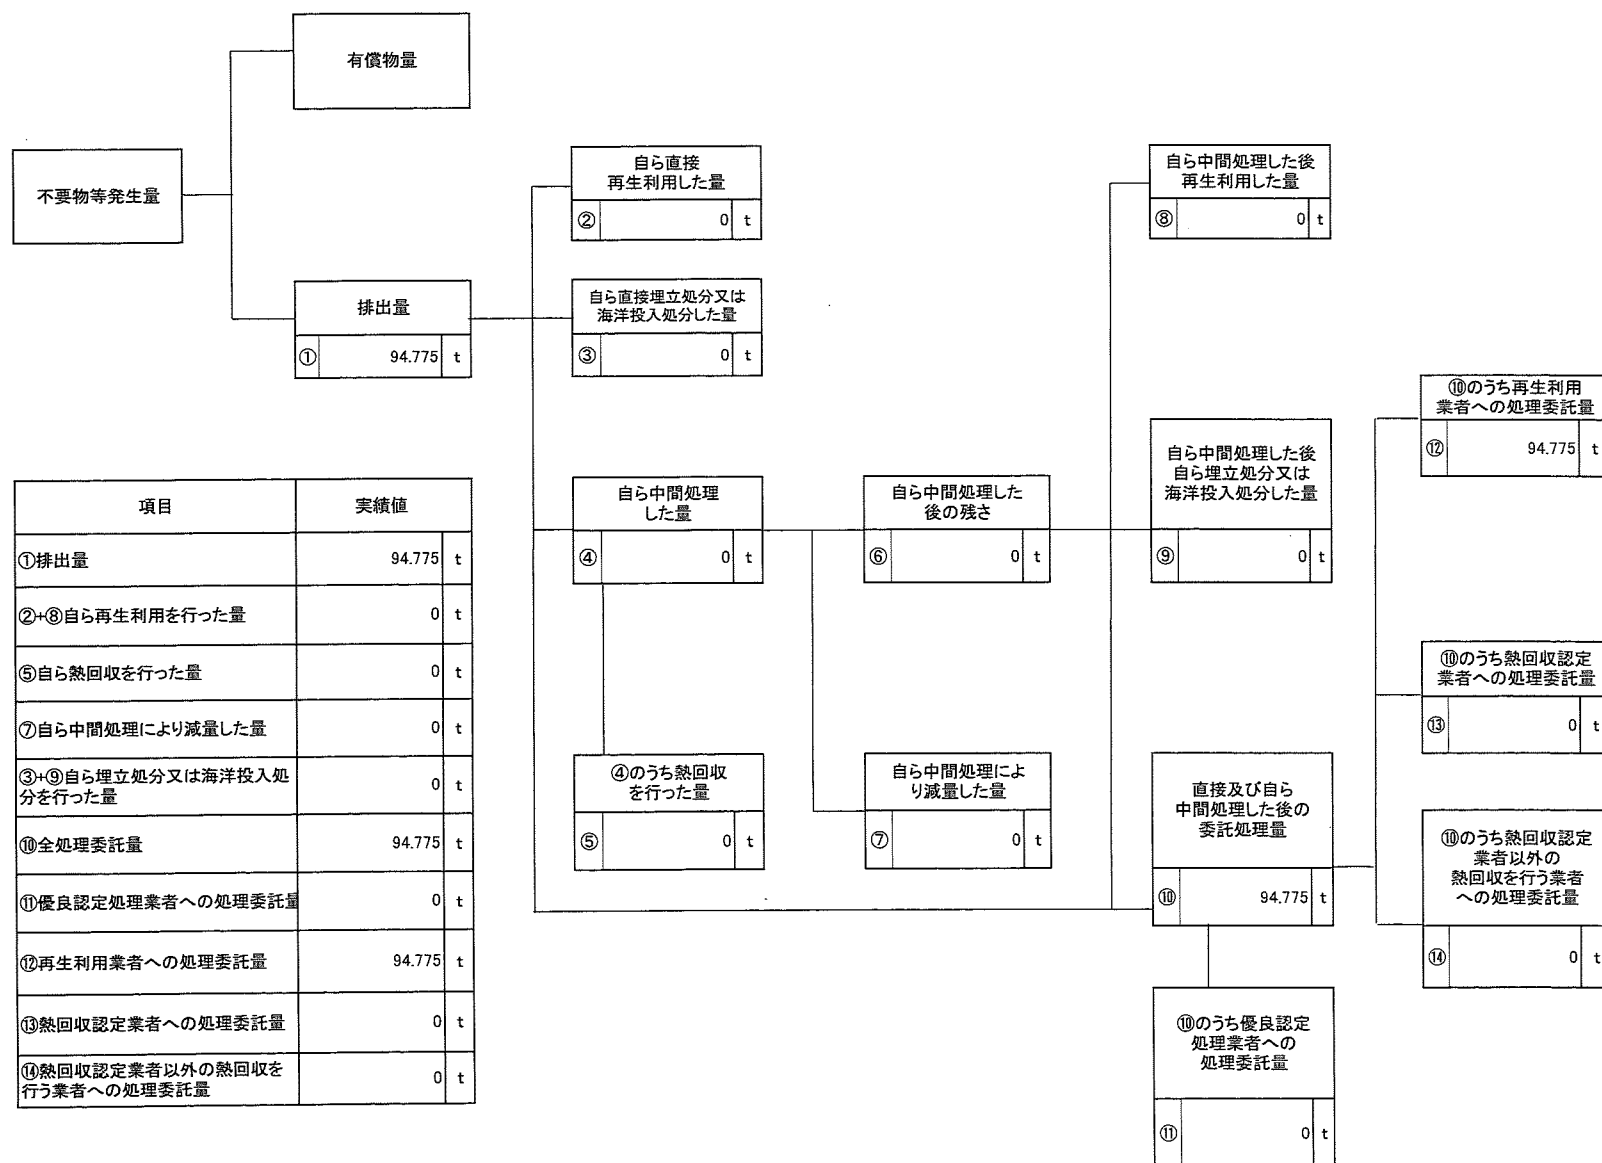 有償物量
不要物等発生量
排出量
① 94.775 t
自ら直接
再生利用した量
② 0 t
自ら直接埋立処分又は
海洋投入処分した量
③ 0 t
自ら中間処理
した量
④ 0 t
④のうち熱回収
を行った量
⑤ 0 t
自ら中間処理した
後の残さ
⑥ 0 t
自ら中間処理によ
り減量した量
⑦ 0 t
自ら中間処理した後
再生利用した量
⑧ 0 t
自ら中間処理した後
自ら埋立処分又は
海洋投入処分した量
⑨ 0 t
直接及び自ら
中間処理した後の
委託処理量
⑩ 94.775 t
⑩のうち優良認定
処理業者への
処理委託量
⑪ 0 t
⑩のうち再生利用
業者への処理委託量
⑫ 94.775 t
⑩のうち熱回収認定
業者への処理委託量
⑬ 0 t
⑩のうち熱回収認定
業者以外の
熱回収を行う業者
への処理委託量
⑭ 0 t
項目 実績値
①排出量 94.775 t
②+⑧自ら再生利用を行った量 0 t
⑤自ら熱回収を行った量 0 t
⑦自ら中間処理により減量した量 0 t
③+⑨自ら埋立処分又は海洋投入処
分を行った量 0 t
⑩全処理委託量 94.775 t
⑪優良認定処理業者への処理委託量 0 t
⑫再生利用業者への処理委託量 94.775 t
⑬熱回収認定業者への処理委託量 0 t
⑭熱回収認定業者以外の熱回収を
行う業者への処理委託量 0 t